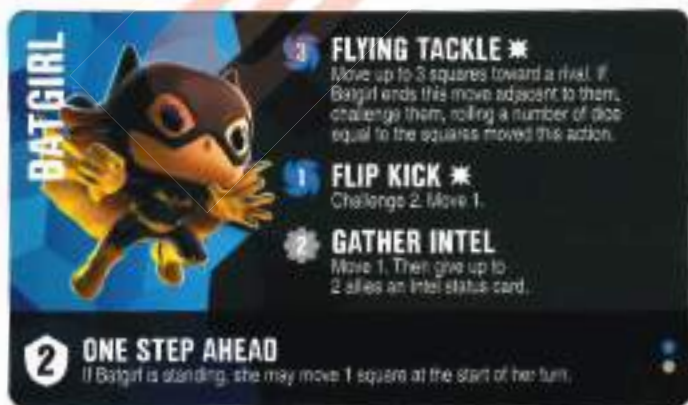 BATGIRL
3 FLYING TACKLE
Move up to 3 squares toward a rival. If
Batgirl ends this move adjacent to them,
challenge them, rolling a number of dice
equal to the squares moved this action.
1 FLIP KICK
Challenge 2. Move 1.
2 GATHER INTEL
Move 1. Then give up to
2 allies an Intel status card.
2 ONE STEP AHEAD
If Batgirl is standing, she may move 1 square at the start of her turn.